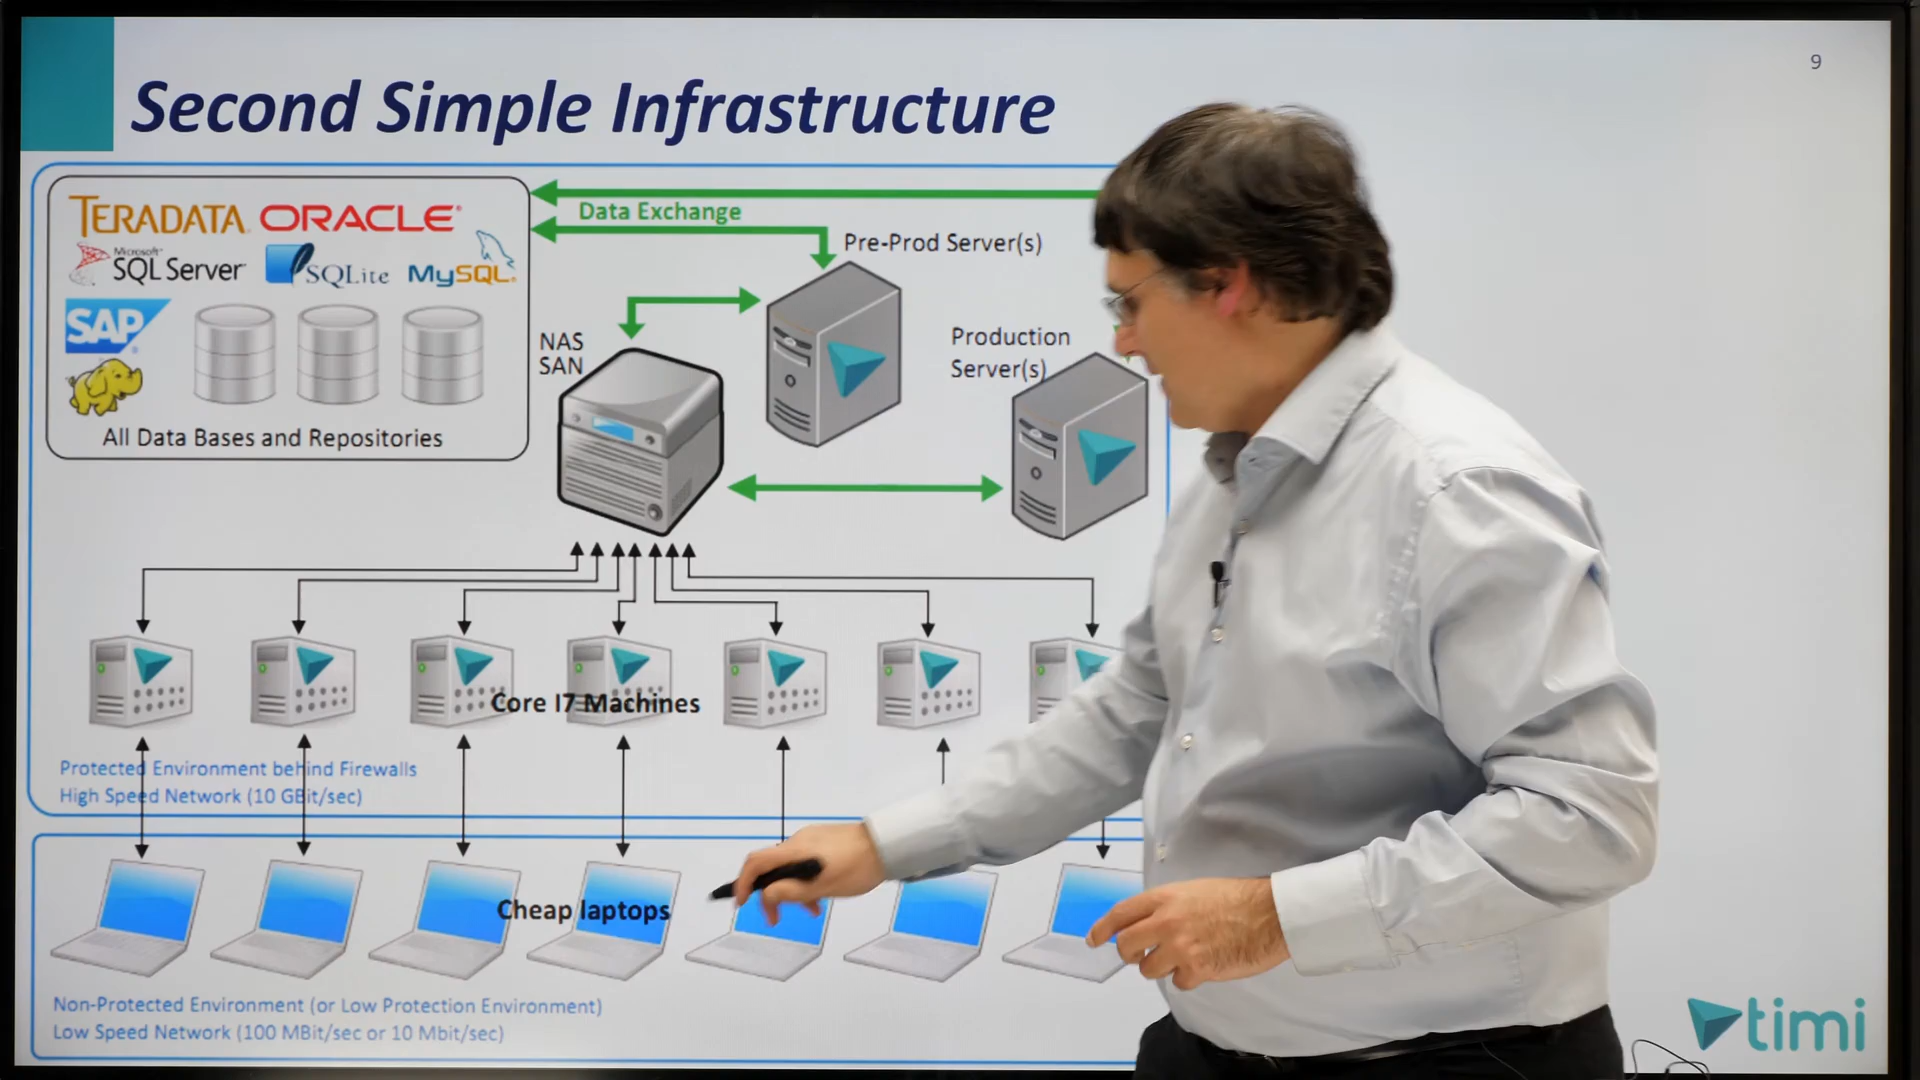 9
Second Simple Infrastructure
TERADATA ORACLE
Microsoft
SQL Server SQLite MySQL
SAP
All Data Bases and Repositories
Data Exchange
Pre-Prod Server(s)
NAS
SAN
Production
Server(s)
Core I7 Machines
Protected Environment behind Firewalls
High Speed Network (10 GBit/sec)
Cheap laptops
Non-Protected Environment (or Low Protection Environment)
Low Speed Network (100 MBit/sec or 10 Mbit/sec)
timi